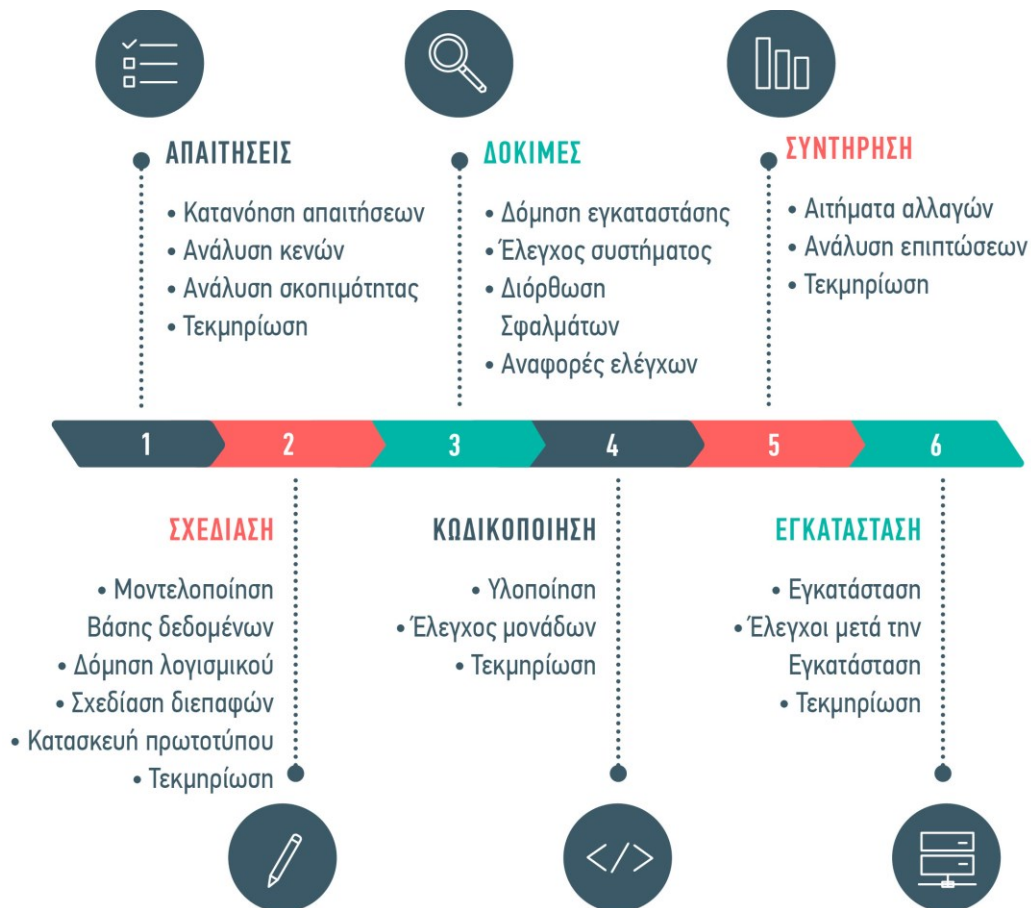 ΑΠΑΙΤΗΣΕΙΣ
• Κατανόηση απαιτήσεων
• Ανάλυση κενών
• Ανάλυση σκοπιμότητας
• Τεκμηρίωση
ΔΟΚΙΜΕΣ
• Δόμηση εγκαταστάσης
• Έλεγχος συστήματος
• Διόρθωση
Σφαλμάτων
• Αναφορές ελέγχων
ΣΥΝΤΗΡΗΣΗ
• Αιτήματα αλλαγών
• Ανάλυση επιπτώσεων
• Τεκμηρίωση
1 2 3 4 5 6
ΣΧΕΔΙΑΣΗ
• Μοντελοποίηση
Βάσης δεδομένων
• Δόμηση λογισμικού
• Σχεδίαση διεπαφών
• Κατασκευή πρωτοτύπου
• Τεκμηρίωση
ΚΩΔΙΚΟΠΟΙΗΣΗ
• Υλοποίηση
• Έλεγχος μονάδων
• Τεκμηρίωση
ΕΓΚΑΤΑΣΤΑΣΗ
• Εγκατάσταση
• Έλεγχοι μετά την
Εγκατάσταση
• Τεκμηρίωση